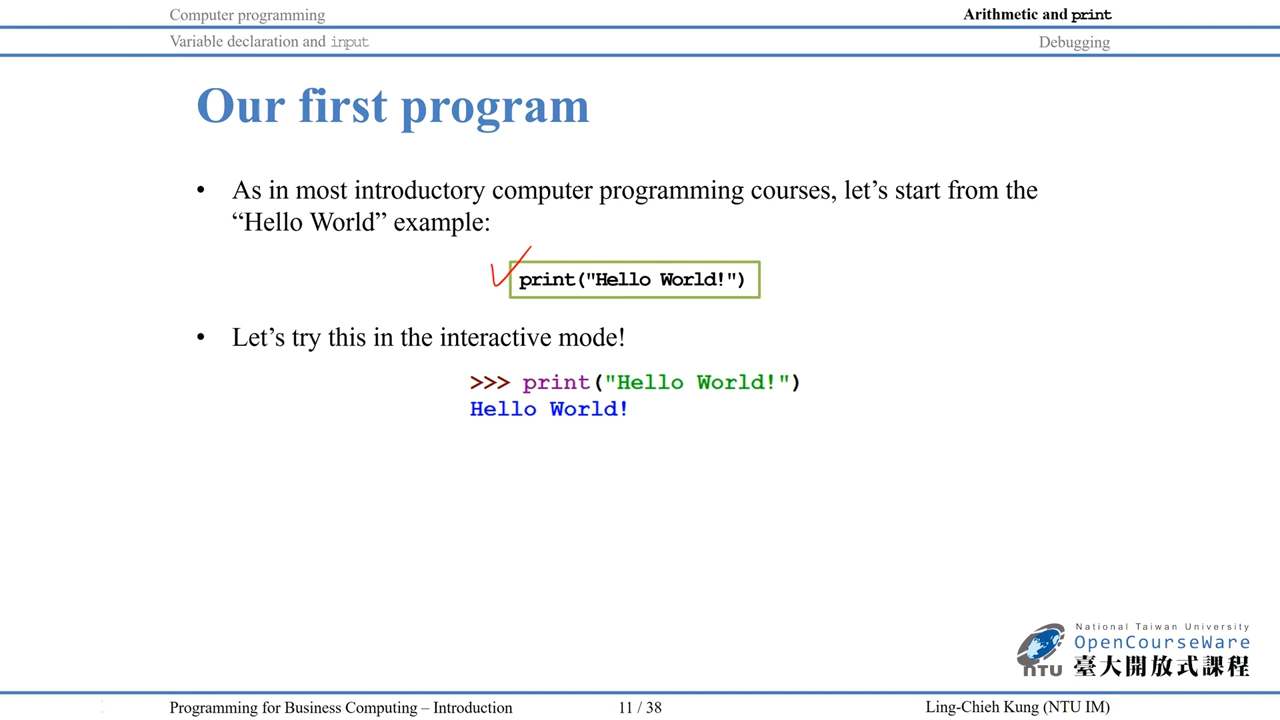 Computer programming
Arithmetic and print
Variable declaration and input
Debugging
Our first program
• As in most introductory computer programming courses, let’s start from the
“Hello World” example:
print("Hello World!")
• Let’s try this in the interactive mode!
>>> print("Hello World!")
Hello World!
National Taiwan University
OpenCourseWare
NTU 臺大開放式課程
Programming for Business Computing – Introduction
11 / 38
Ling-Chieh Kung (NTU IM)